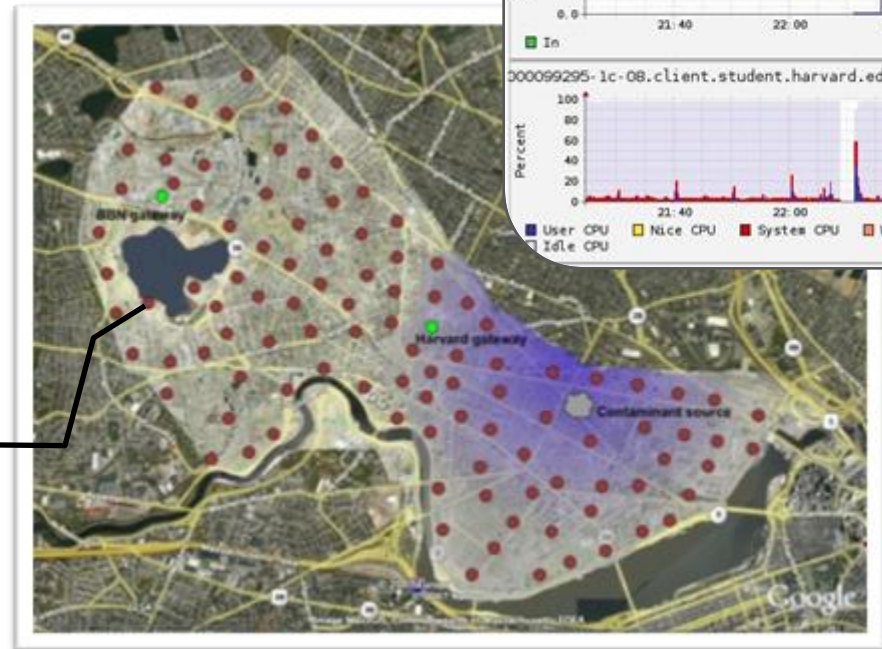 0.0
21:40 22:00
In
000099295-1c-08.client.student.harvard.ed
100
80
60
40
20
0
Percent
21:40 22:00
User CPU Nice CPU System CPU
Idle CPU
BBN gateway
Harvard gateway
Contaminant source
Google